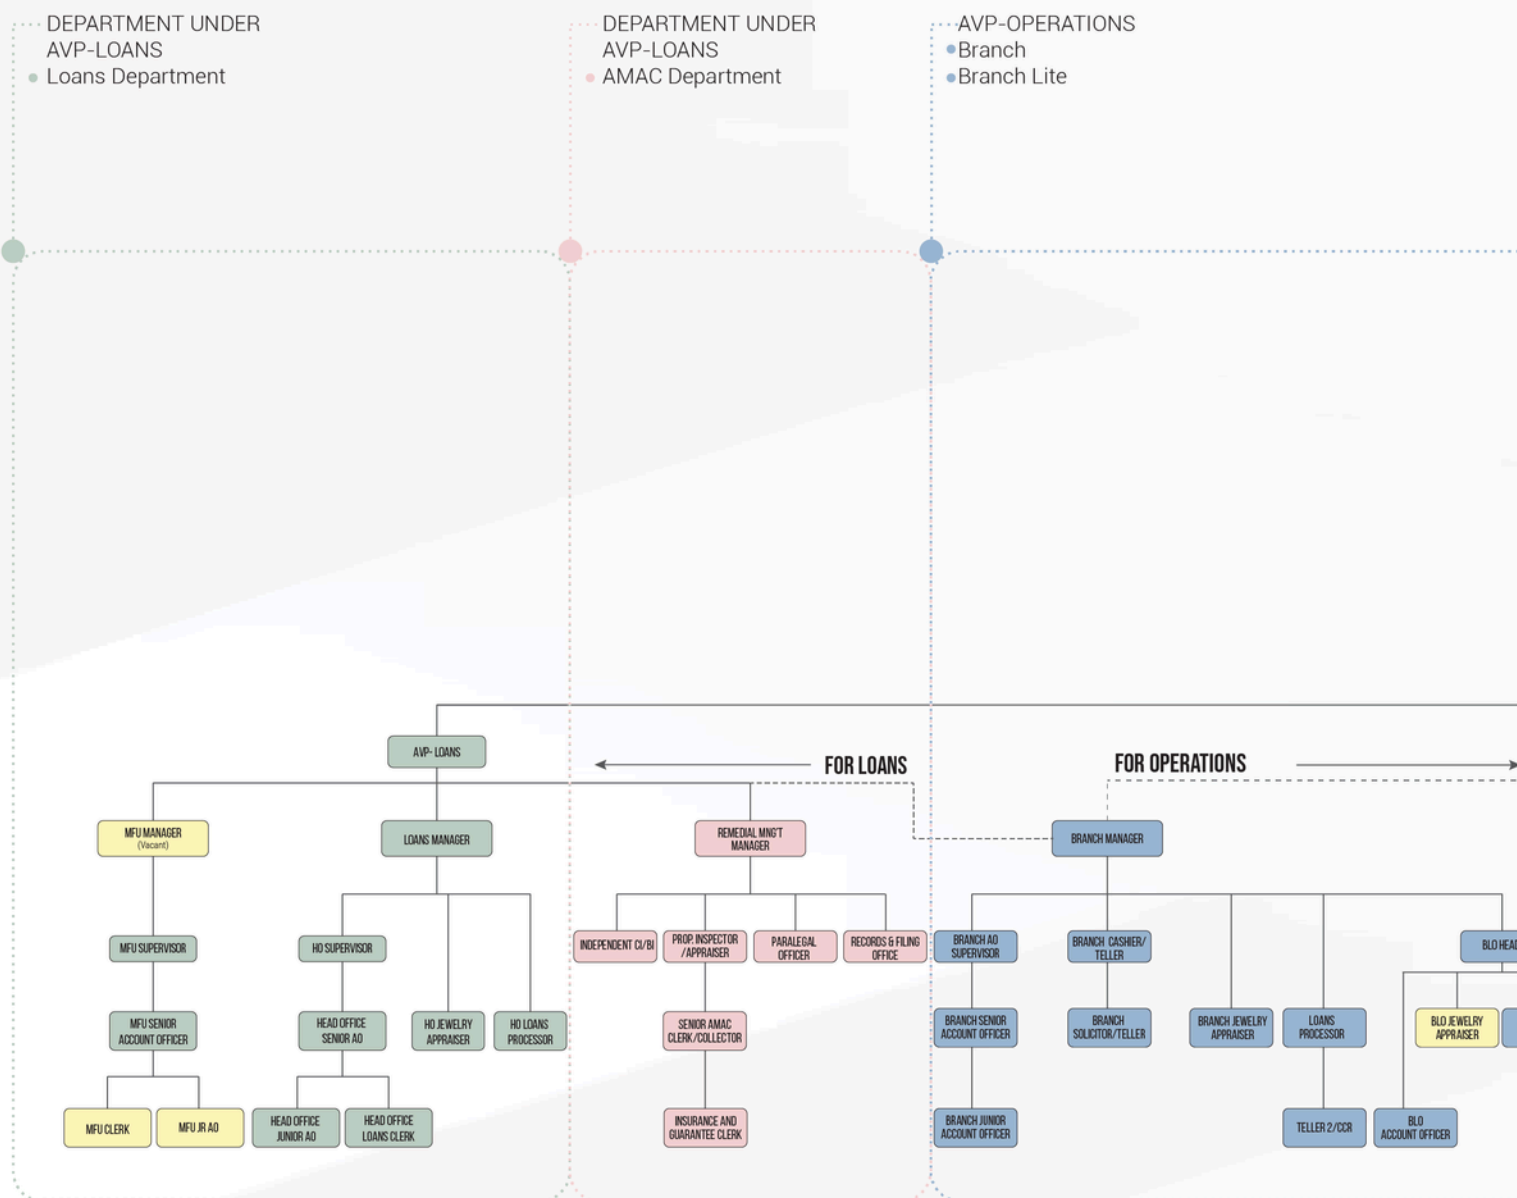 DEPARTMENT UNDER
AVP-LOANS
Loans Department
DEPARTMENT UNDER
AVP-LOANS
AMAC Department
AVP-OPERATIONS
Branch
Branch Lite
AVP- LOANS
FOR LOANS
FOR OPERATIONS
MFU MANAGER
(Vacant)
LOANS MANAGER
REMEDIAL MNG'T
MANAGER
BRANCH MANAGER
MFU SUPERVISOR
HO SUPERVISOR
INDEPENDENT CI/BI
PROP. INSPECTOR
/APPRAISER
PARALEGAL
OFFICER
RECORDS & FILING
OFFICE
BRANCH AO
SUPERVISOR
BRANCH CASHIER/
TELLER
BLO HEAD
MFU SENIOR
ACCOUNT OFFICER
HEAD OFFICE
SENIOR AO
HO JEWELRY
APPRAISER
HO LOANS
PROCESSOR
SENIOR AMAC
CLERK/COLLECTOR
BRANCH SENIOR
ACCOUNT OFFICER
BRANCH
SOLICITOR/TELLER
BRANCH JEWELRY
APPRAISER
LOANS
PROCESSOR
BLO JEWELRY
APPRAISER
MFU CLERK
MFU JR AO
HEAD OFFICE
JUNIOR AO
HEAD OFFICE
LOANS CLERK
INSURANCE AND
GUARANTEE CLERK
BRANCH JUNIOR
ACCOUNT OFFICER
TELLER 2/CCR
BLO
ACCOUNT OFFICER